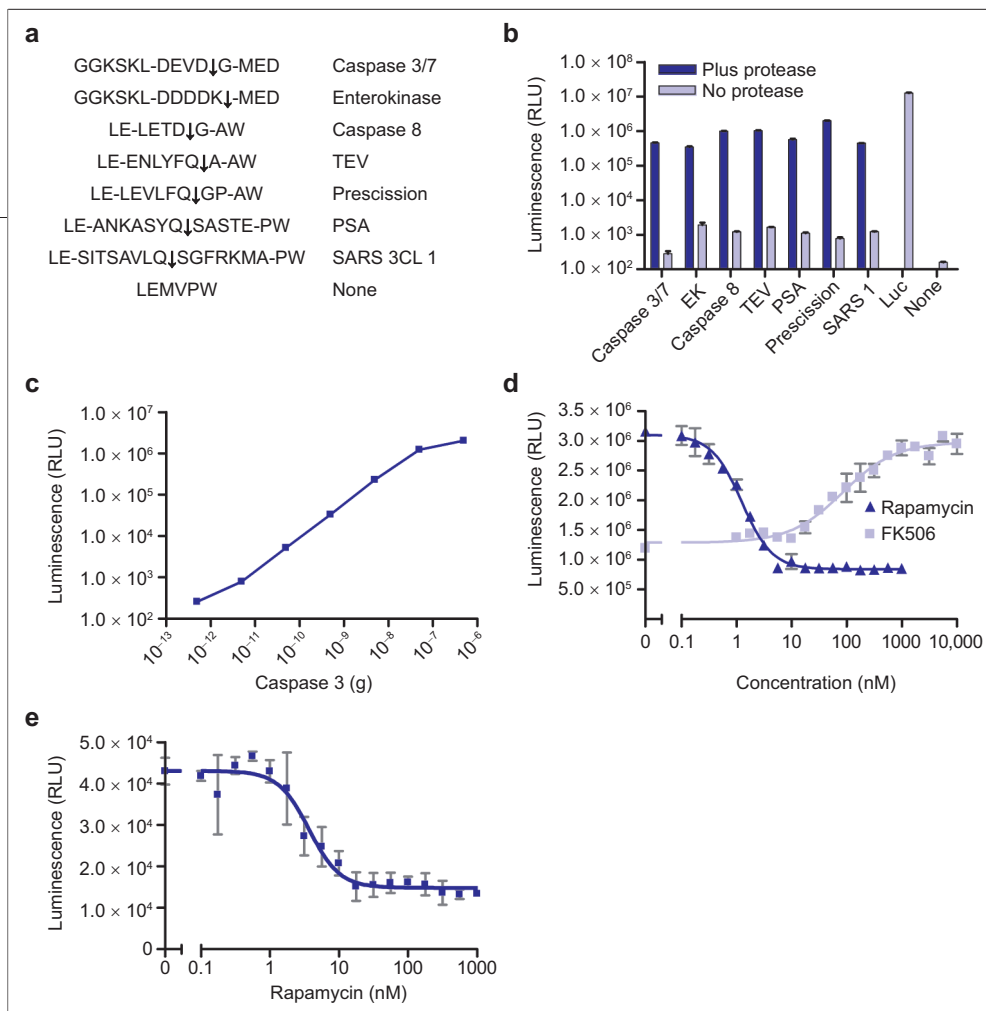 a
GGKSKL-DEVD↓G-MED Caspase 3/7
GGKSKL-DDDDK↓-MED Enterokinase
LE-LETD↓G-AW Caspase 8
LE-ENLYFQ↓A-AW TEV
LE-LEVLFQ↓GP-AW Prescission
LE-ANKASYQ↓SASTE-PW PSA
LE-SITSAVLQ↓SGFRKMA-PW SARS 3CL 1
LEMVPW None
b
Luminescence (RLU)
1.0 × 10⁸
1.0 × 10⁷
1.0 × 10⁶
1.0 × 10⁵
1.0 × 10⁴
1.0 × 10³
1.0 × 10²
Plus protease
No protease
Caspase 3/7
EK
Caspase 8
TEV
PSA
Prescission
SARS 1
Luc
None
c
Luminescence (RLU)
1.0 × 10⁷
1.0 × 10⁶
1.0 × 10⁵
1.0 × 10⁴
1.0 × 10³
1.0 × 10²
10⁻¹³ 10⁻¹² 10⁻¹¹ 10⁻¹⁰ 10⁻⁹ 10⁻⁸ 10⁻⁷ 10⁻⁶
Caspase 3 (g)
d
Luminescence (RLU)
3.5 × 10⁶
3.0 × 10⁶
2.5 × 10⁶
2.0 × 10⁶
1.5 × 10⁶
1.0 × 10⁶
5.0 × 10⁵
Rapamycin
FK506
0 0.1 1 10 100 1000 10,000
Concentration (nM)
e
Luminescence (RLU)
5.0 × 10⁴
4.0 × 10⁴
3.0 × 10⁴
2.0 × 10⁴
1.0 × 10⁴
0
0 0.1 1 10 100 1000
Rapamycin (nM)